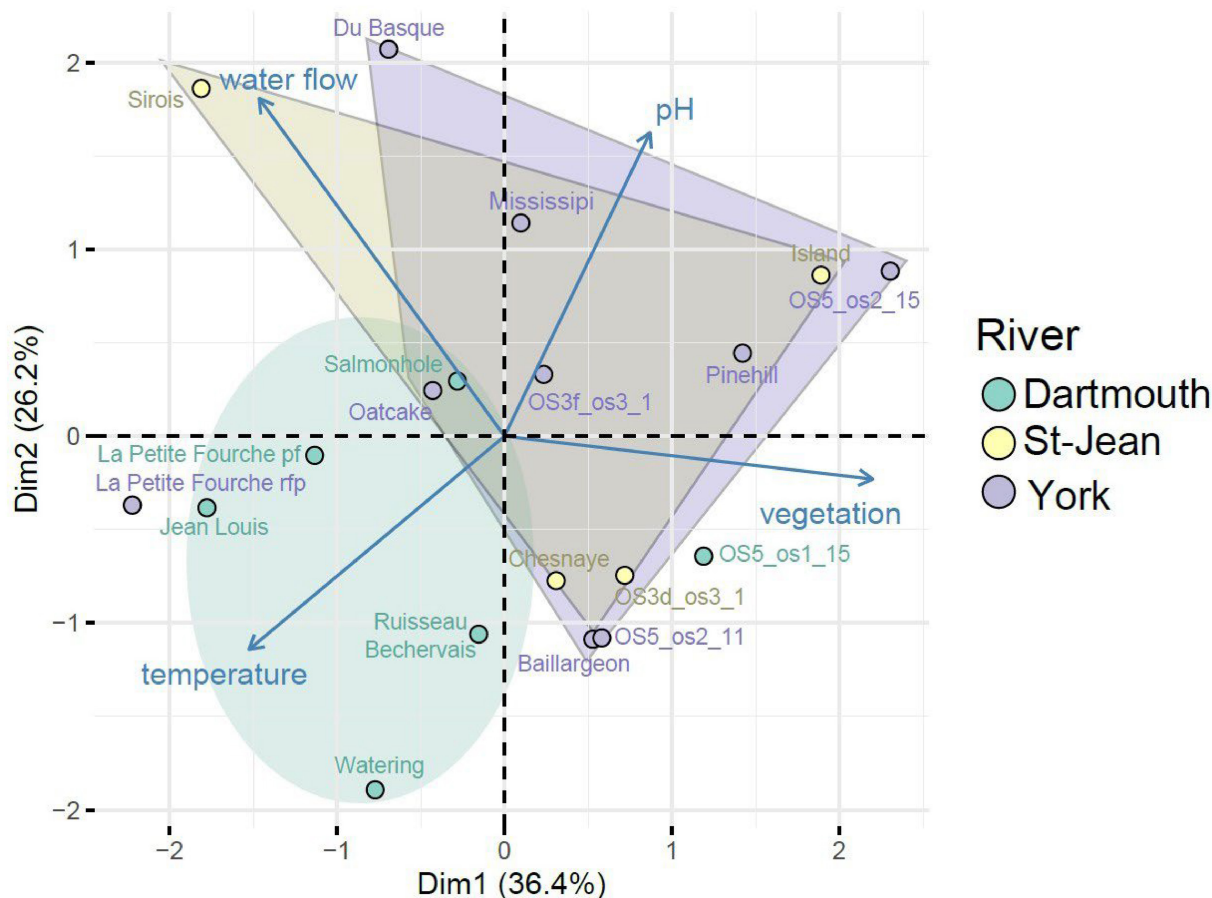 Du Basque
2
water flow
Sirois
pH
Mississipi
1
Island
OS5_os2_15
Salmonhole
Pinehill
Oatcake
OS3f_os3_1
0
La Petite Fourche pf
La Petite Fourche rfp
Jean Louis
vegetation
OS5_os1_15
Chesnaye
OS3d_os3_1
−1
Ruisseau
Bechervais
OS5_os2_11
Baillargeon
temperature
Watering
−2
−2
−1
0
1
2
Dim1 (36.4%)
Dim2 (26.2%)
River
Dartmouth
St-Jean
York